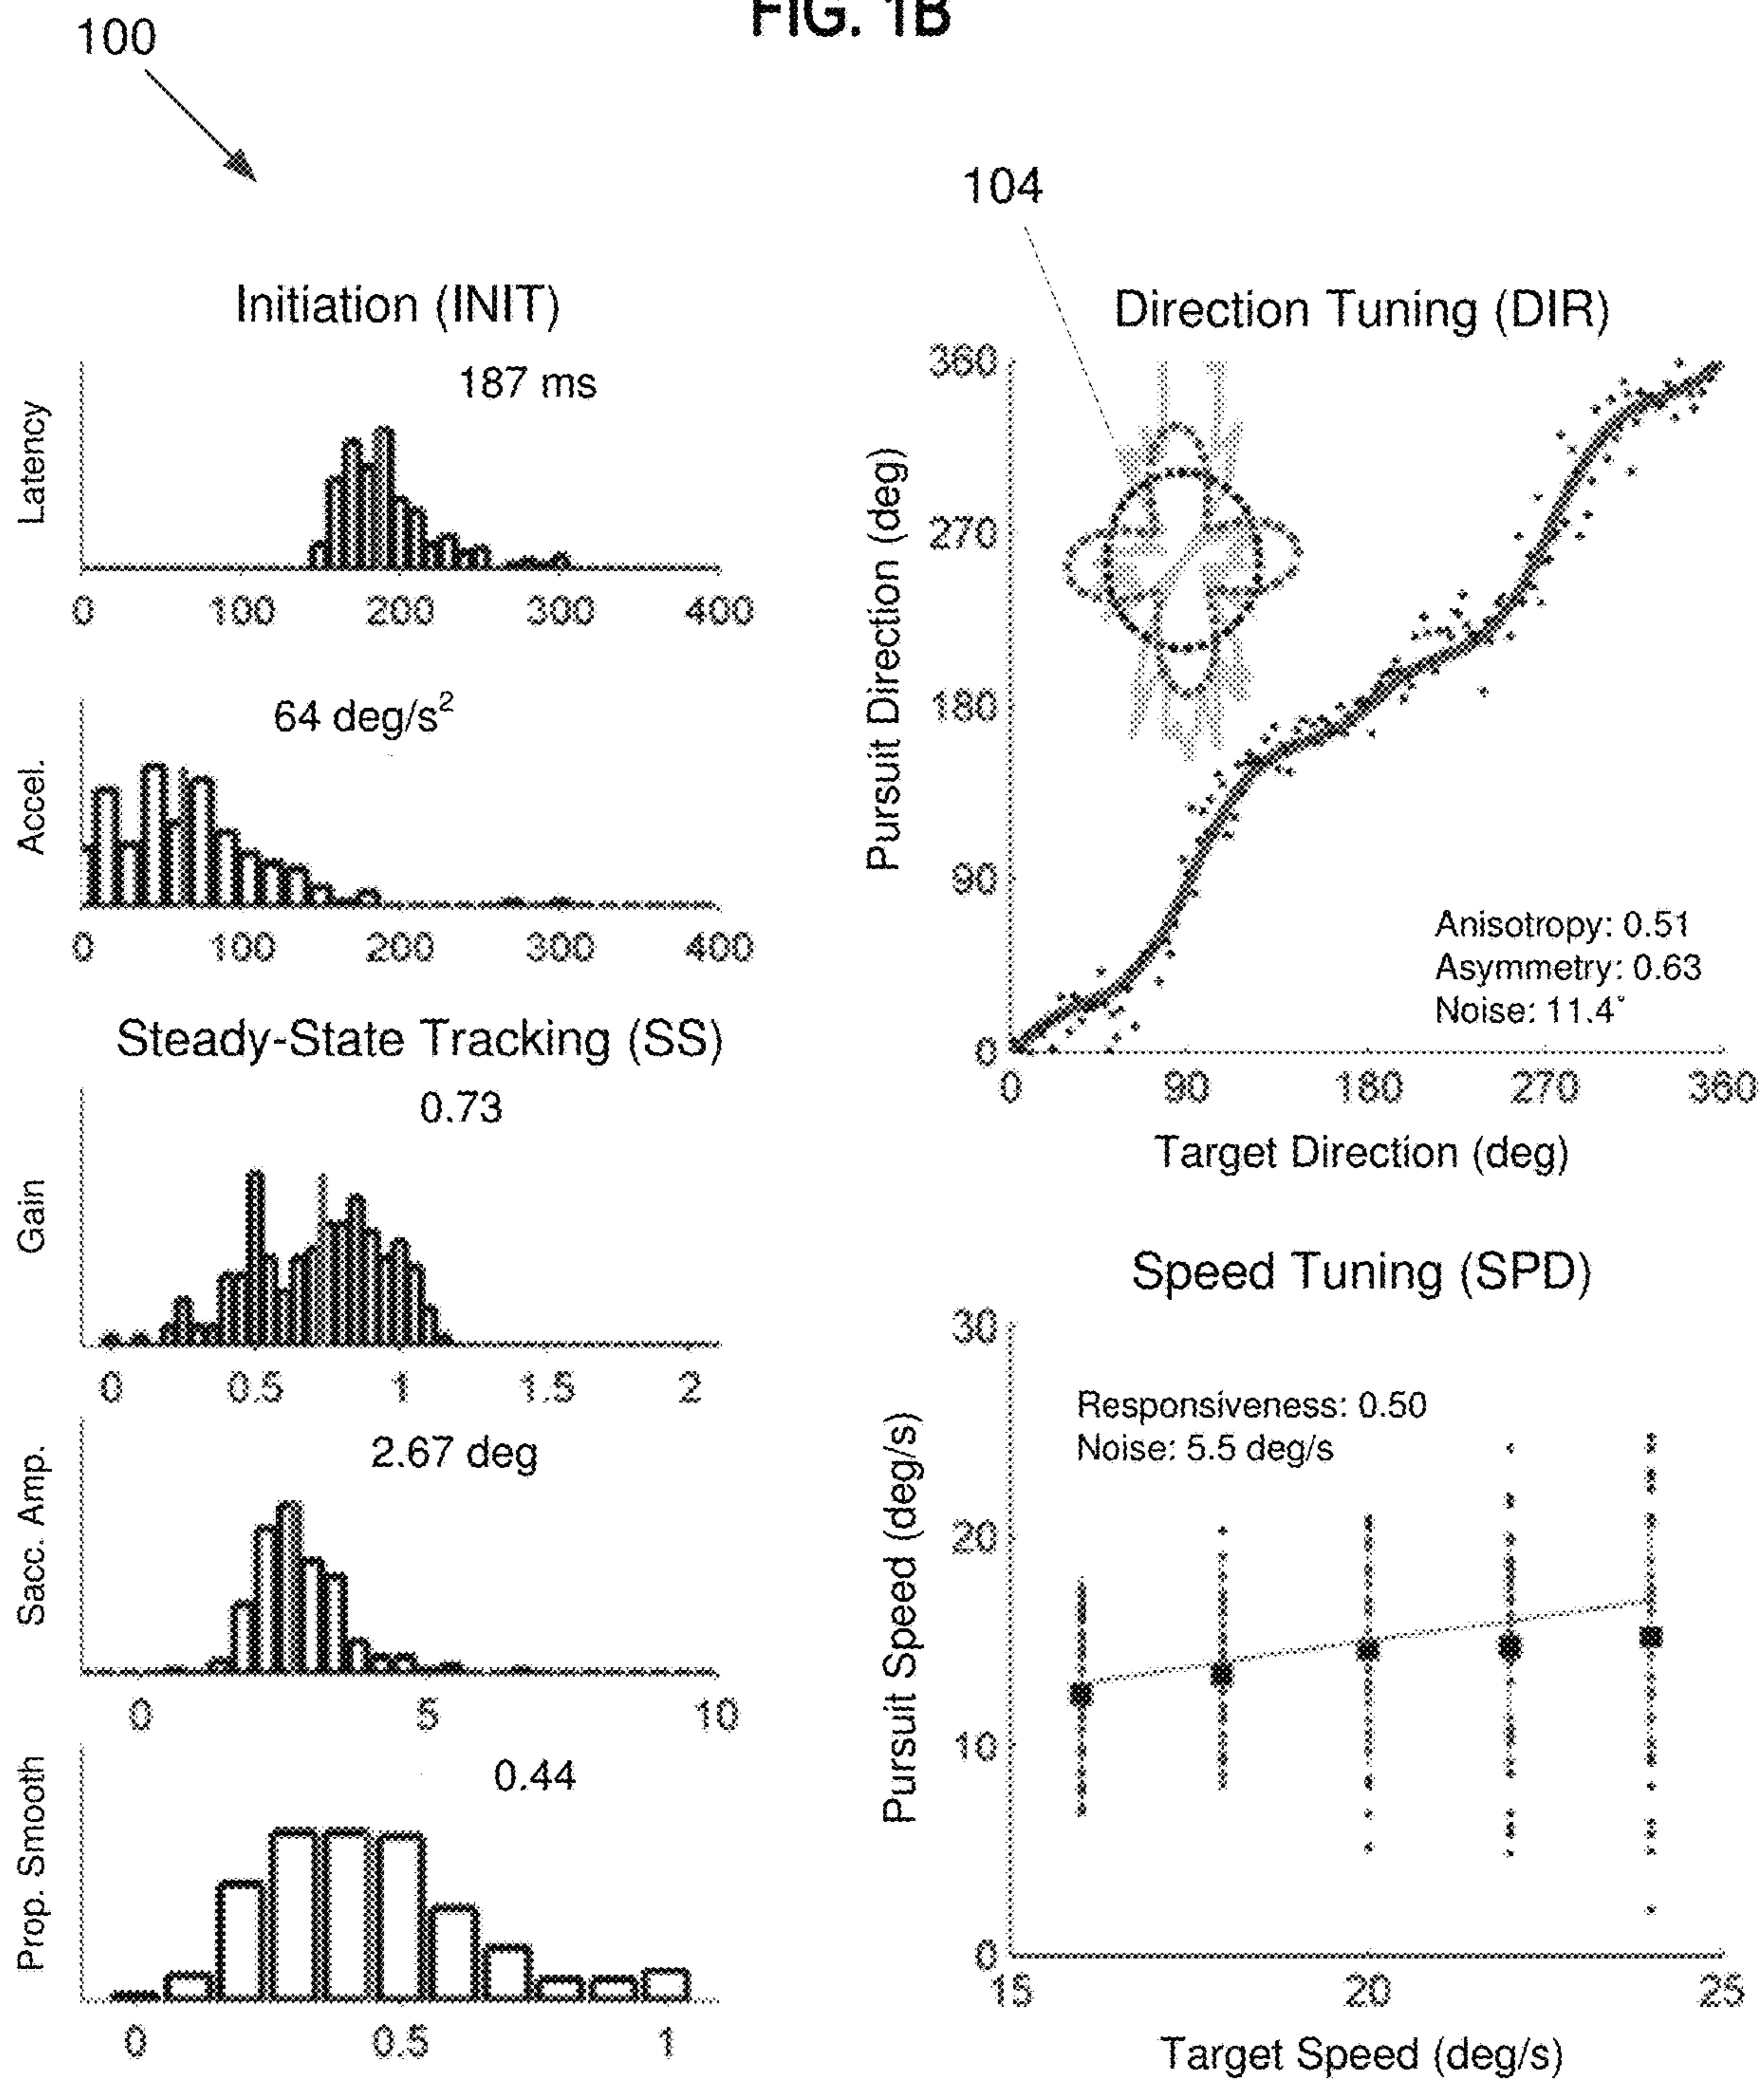 FIG. 1B
100
104
Initiation (INIT)
187 ms
Latency
0 100 200 300 400
64 deg/s²
Accel.
0 100 200 300 400
Steady-State Tracking (SS)
0.73
Gain
0 0.5 1 1.5 2
2.67 deg
Sacc. Amp.
0 5 10
0.44
Prop. Smooth
0 0.5 1
Direction Tuning (DIR)
360
270
180
90
0
Pursuit Direction (deg)
Anisotropy: 0.51
Asymmetry: 0.63
Noise: 11.4°
0 90 180 270 360
Target Direction (deg)
Speed Tuning (SPD)
30
20
10
0
Pursuit Speed (deg/s)
Responsiveness: 0.50
Noise: 5.5 deg/s
15 20 25
Target Speed (deg/s)